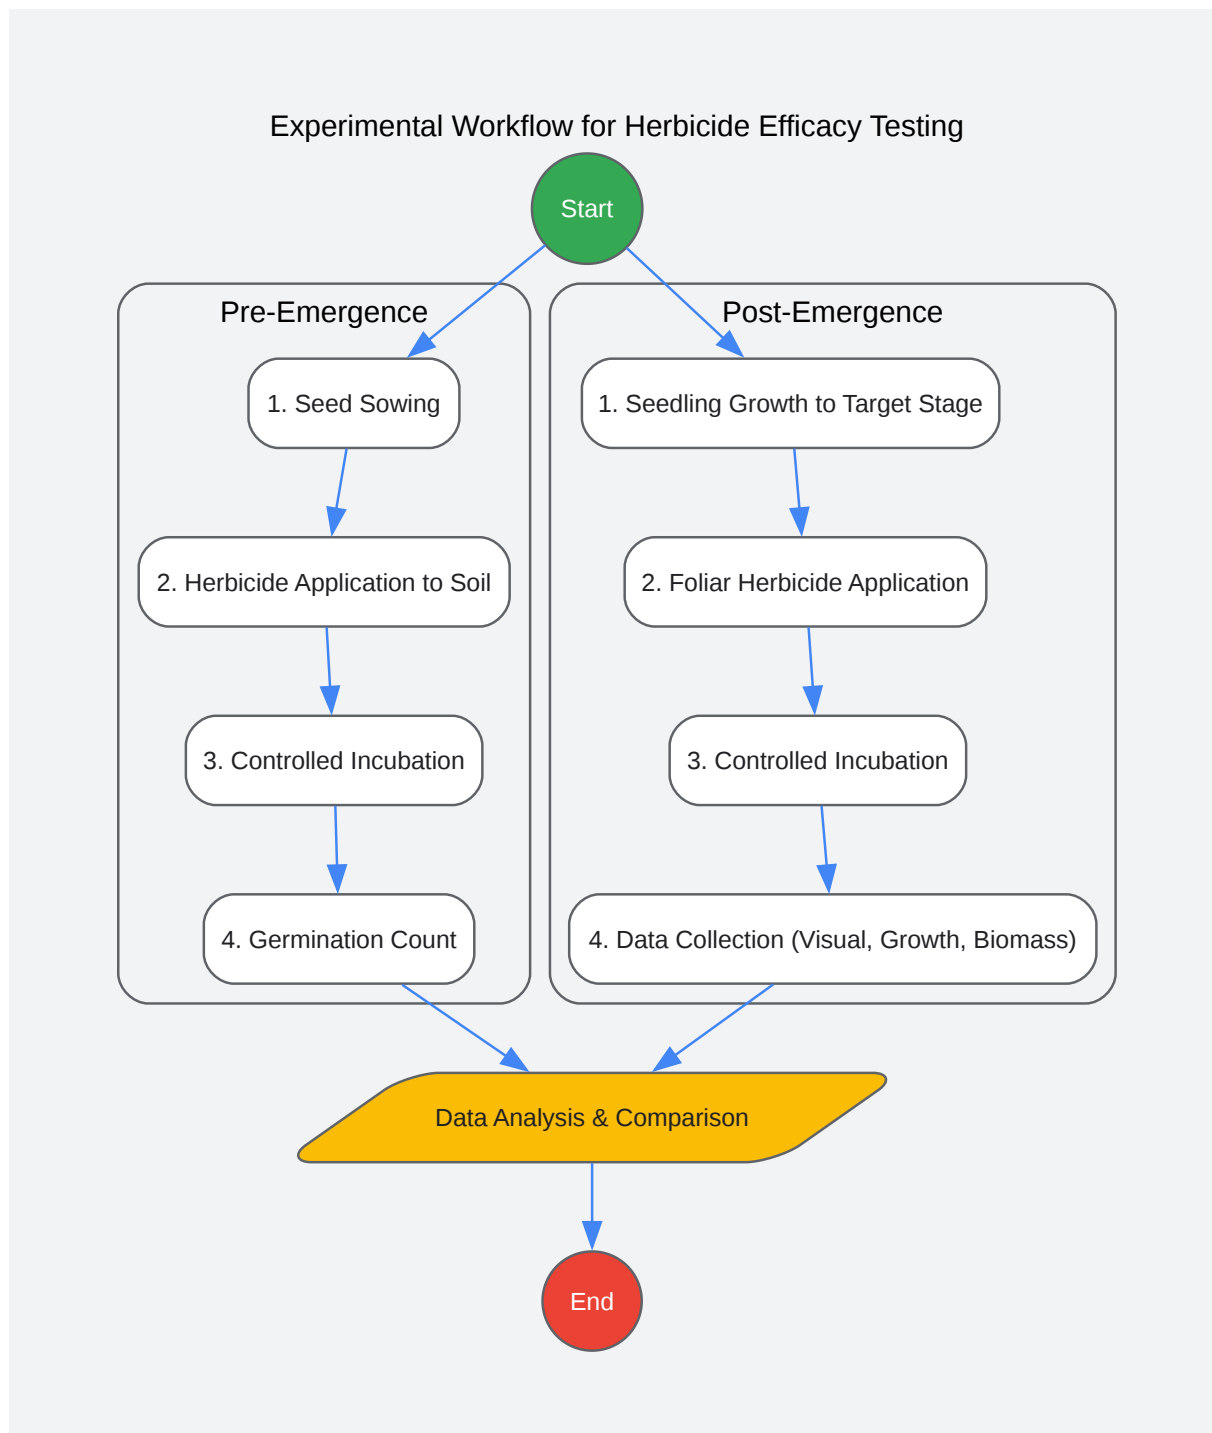 Experimental Workflow for Herbicide Efficacy Testing
Start
Pre-Emergence
1. Seed Sowing
2. Herbicide Application to Soil
3. Controlled Incubation
4. Germination Count
Post-Emergence
1. Seedling Growth to Target Stage
2. Foliar Herbicide Application
3. Controlled Incubation
4. Data Collection (Visual, Growth, Biomass)
Data Analysis & Comparison
End